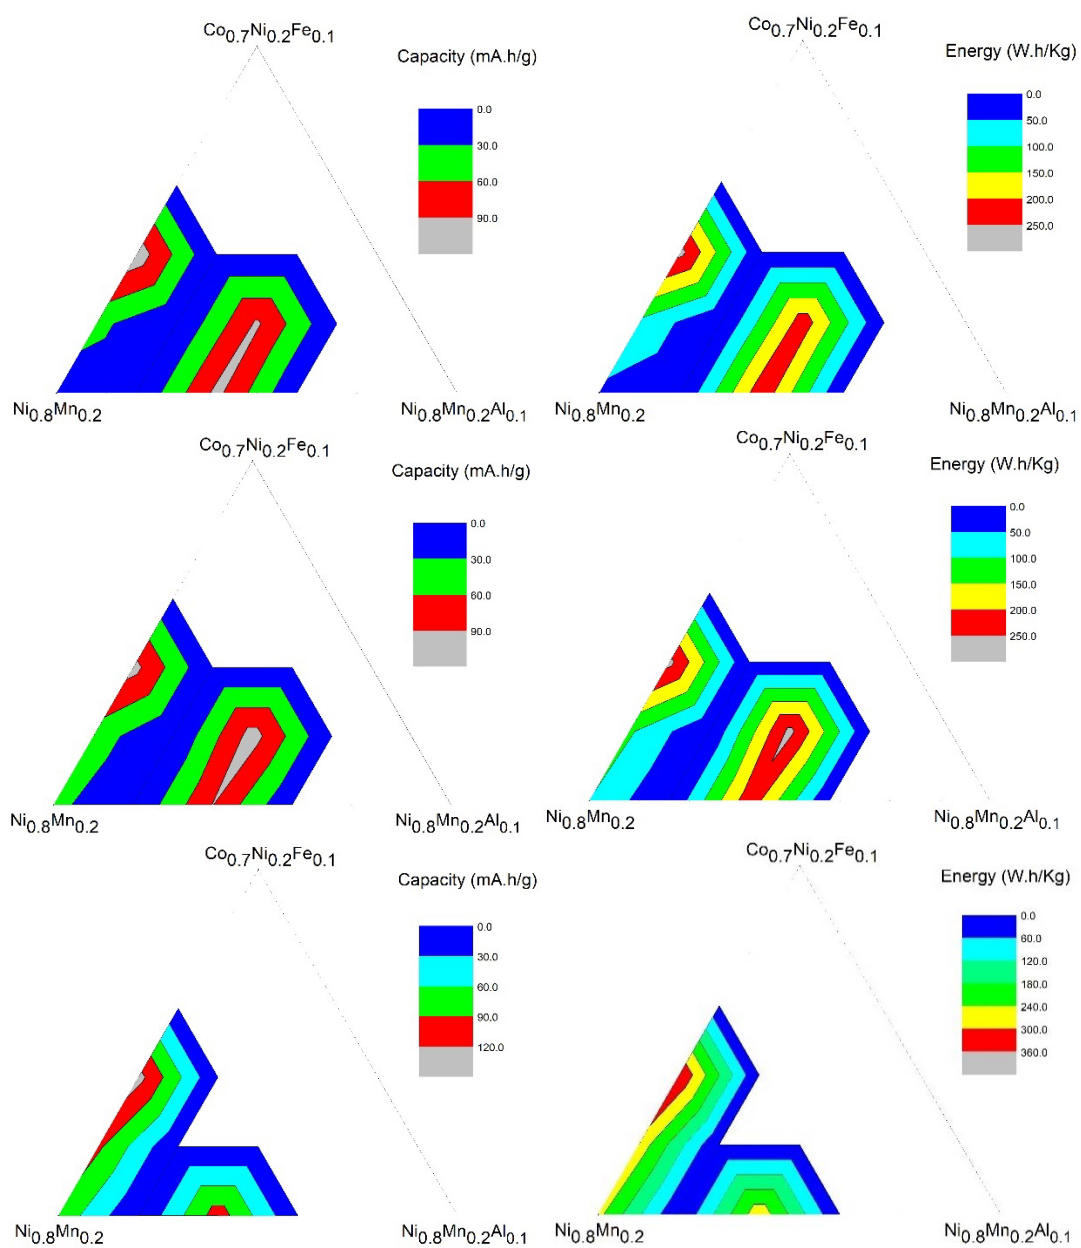 Co0.7Ni0.2Fe0.1
Capacity (mA.h/g)
0.0
30.0
60.0
90.0
Ni0.8Mn0.2
Ni0.8Mn0.2Al0.1
Co0.7Ni0.2Fe0.1
Energy (W.h/Kg)
0.0
50.0
100.0
150.0
200.0
250.0
Ni0.8Mn0.2
Ni0.8Mn0.2Al0.1
Co0.7Ni0.2Fe0.1
Capacity (mA.h/g)
0.0
30.0
60.0
90.0
Ni0.8Mn0.2
Ni0.8Mn0.2Al0.1
Co0.7Ni0.2Fe0.1
Energy (W.h/Kg)
0.0
50.0
100.0
150.0
200.0
250.0
Ni0.8Mn0.2
Ni0.8Mn0.2Al0.1
Co0.7Ni0.2Fe0.1
Capacity (mA.h/g)
0.0
30.0
60.0
90.0
120.0
Ni0.8Mn0.2
Ni0.8Mn0.2Al0.1
Co0.7Ni0.2Fe0.1
Energy (W.h/Kg)
0.0
60.0
120.0
180.0
240.0
300.0
360.0
Ni0.8Mn0.2
Ni0.8Mn0.2Al0.1